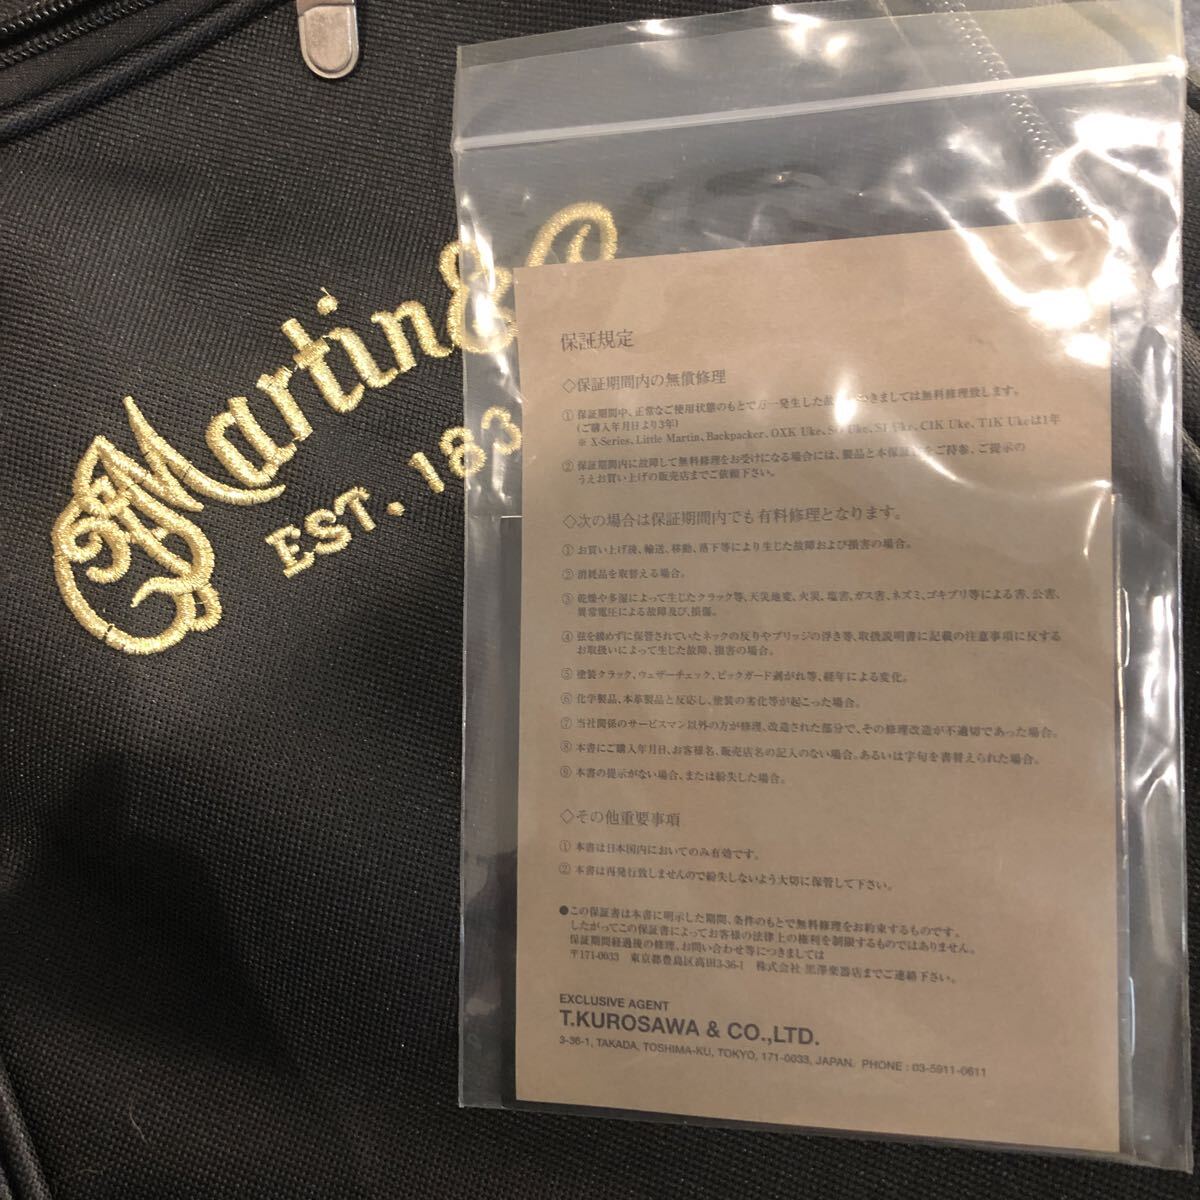 Martin &
EST. 183
保証規定
◇保証期間内の無償修理
① 保証期間中、正常なご使用状態のもとで万一発生した故 つきましては無料修理致します。
(ご購入年月日より3年)
※ X-Series, Little Martin, Backpacker, OXK Uke, SO Uke, S1 Uke, C1K Uke, T1K Ukeは1年
② 保証期間内に故障して無料修理をお受けになる場合には、製品と本保証 をご持参、ご提示の
うえお買い上げの販売店までご依頼下さい。
◇次の場合は保証期間内でも有料修理となります。
① お買い上げ後、輸送、移動、落下等により生じた故障および損害の場合。
② 消耗品を取替える場合。
③ 乾燥や多湿によって生じたクラック等、天災地変、火災、塩害、ガス害、ネズミ、ゴキブリ等による害、公害、
異常電圧による故障及び、損傷。
④ 弦を緩めずに保管されていたネックの反りやブリッジの浮き等、取扱説明書に記載の注意事項に反する
お取扱いによって生じた故障、損害の場合。
⑤ 塗装クラック、ウェザーチェック、ピックガード剥がれ等、経年による変化。
⑥ 化学製品、本革製品と反応し、塗装の劣化等が起こった場合。
⑦ 当社関係のサービスマン以外の方が修理、改造された部分で、その修理改造が不適切であった場合。
⑧ 本書にご購入年月日、お客様名、販売店名の記入のない場合。あるいは字句を書替えられた場合。
⑨ 本書の提示がない場合、または紛失した場合。
◇その他重要事項
① 本書は日本国内においてのみ有効です。
② 本書は再発行致しませんので紛失しないよう大切に保管して下さい。
●この保証書は本書に明示した期間、条件のもとで無料修理をお約束するものです。
したがってこの保証書によってお客様の法律上の権利を制限するものではありません。
保証期間経過後の修理、お問い合わせ等につきましては
〒171-0033 東京都豊島区高田3-36-1 株式会社 黒澤楽器店までご連絡下さい。
EXCLUSIVE AGENT
T.KUROSAWA & CO.,LTD.
3-36-1, TAKADA, TOSHIMA-KU, TOKYO, 171-0033, JAPAN. PHONE : 03-5911-0611